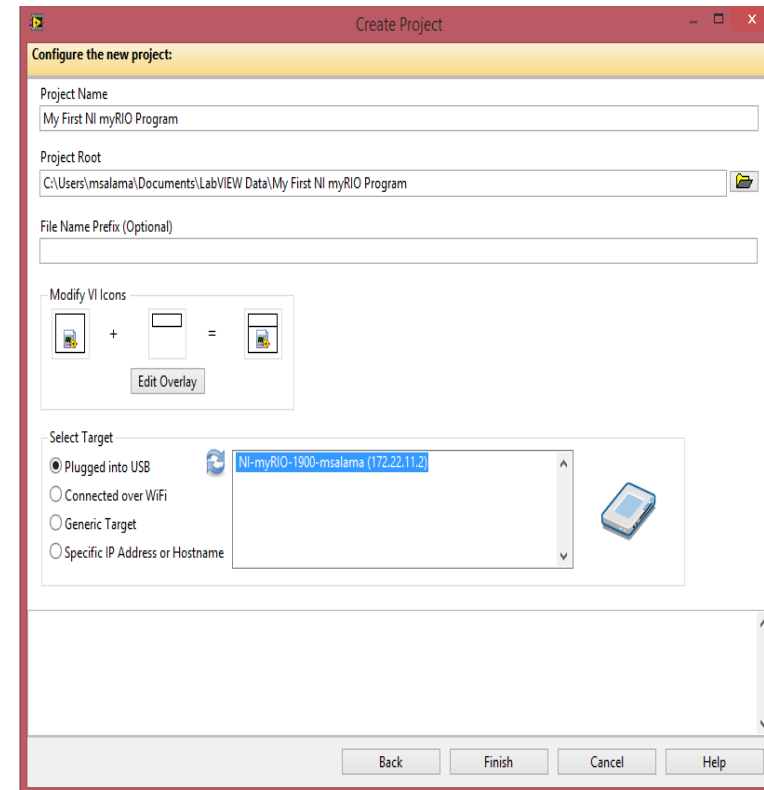 Create Project
Configure the new project:
Project Name
My First NI myRIO Program
Project Root
C:\Users\msalama\Documents\LabVIEW Data\My First NI myRIO Program
File Name Prefix (Optional)
Modify VI Icons
+ =
Edit Overlay
Select Target
Plugged into USB
NI-myRIO-1900-msalama (172.22.11.2)
Connected over WiFi
Generic Target
Specific IP Address or Hostname
Back Finish Cancel Help